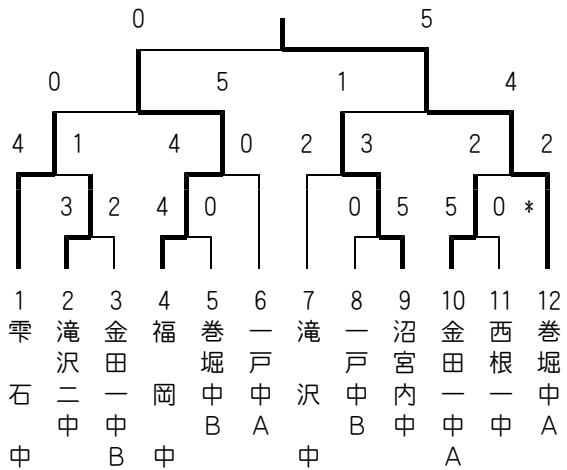 0 5
0 5 1 4
4 1 4 0 2 3 2 2
3 2 4 0 0 5 5 0 *
1 2 3 4 5 6 7 8 9 10 11 12
雫石中
滝沢二中
金田一中B
福岡中
巻堀中B
一戸中A
滝沢中
一戸中B
沼宮内中
金田一中A
西根一中
巻堀中A